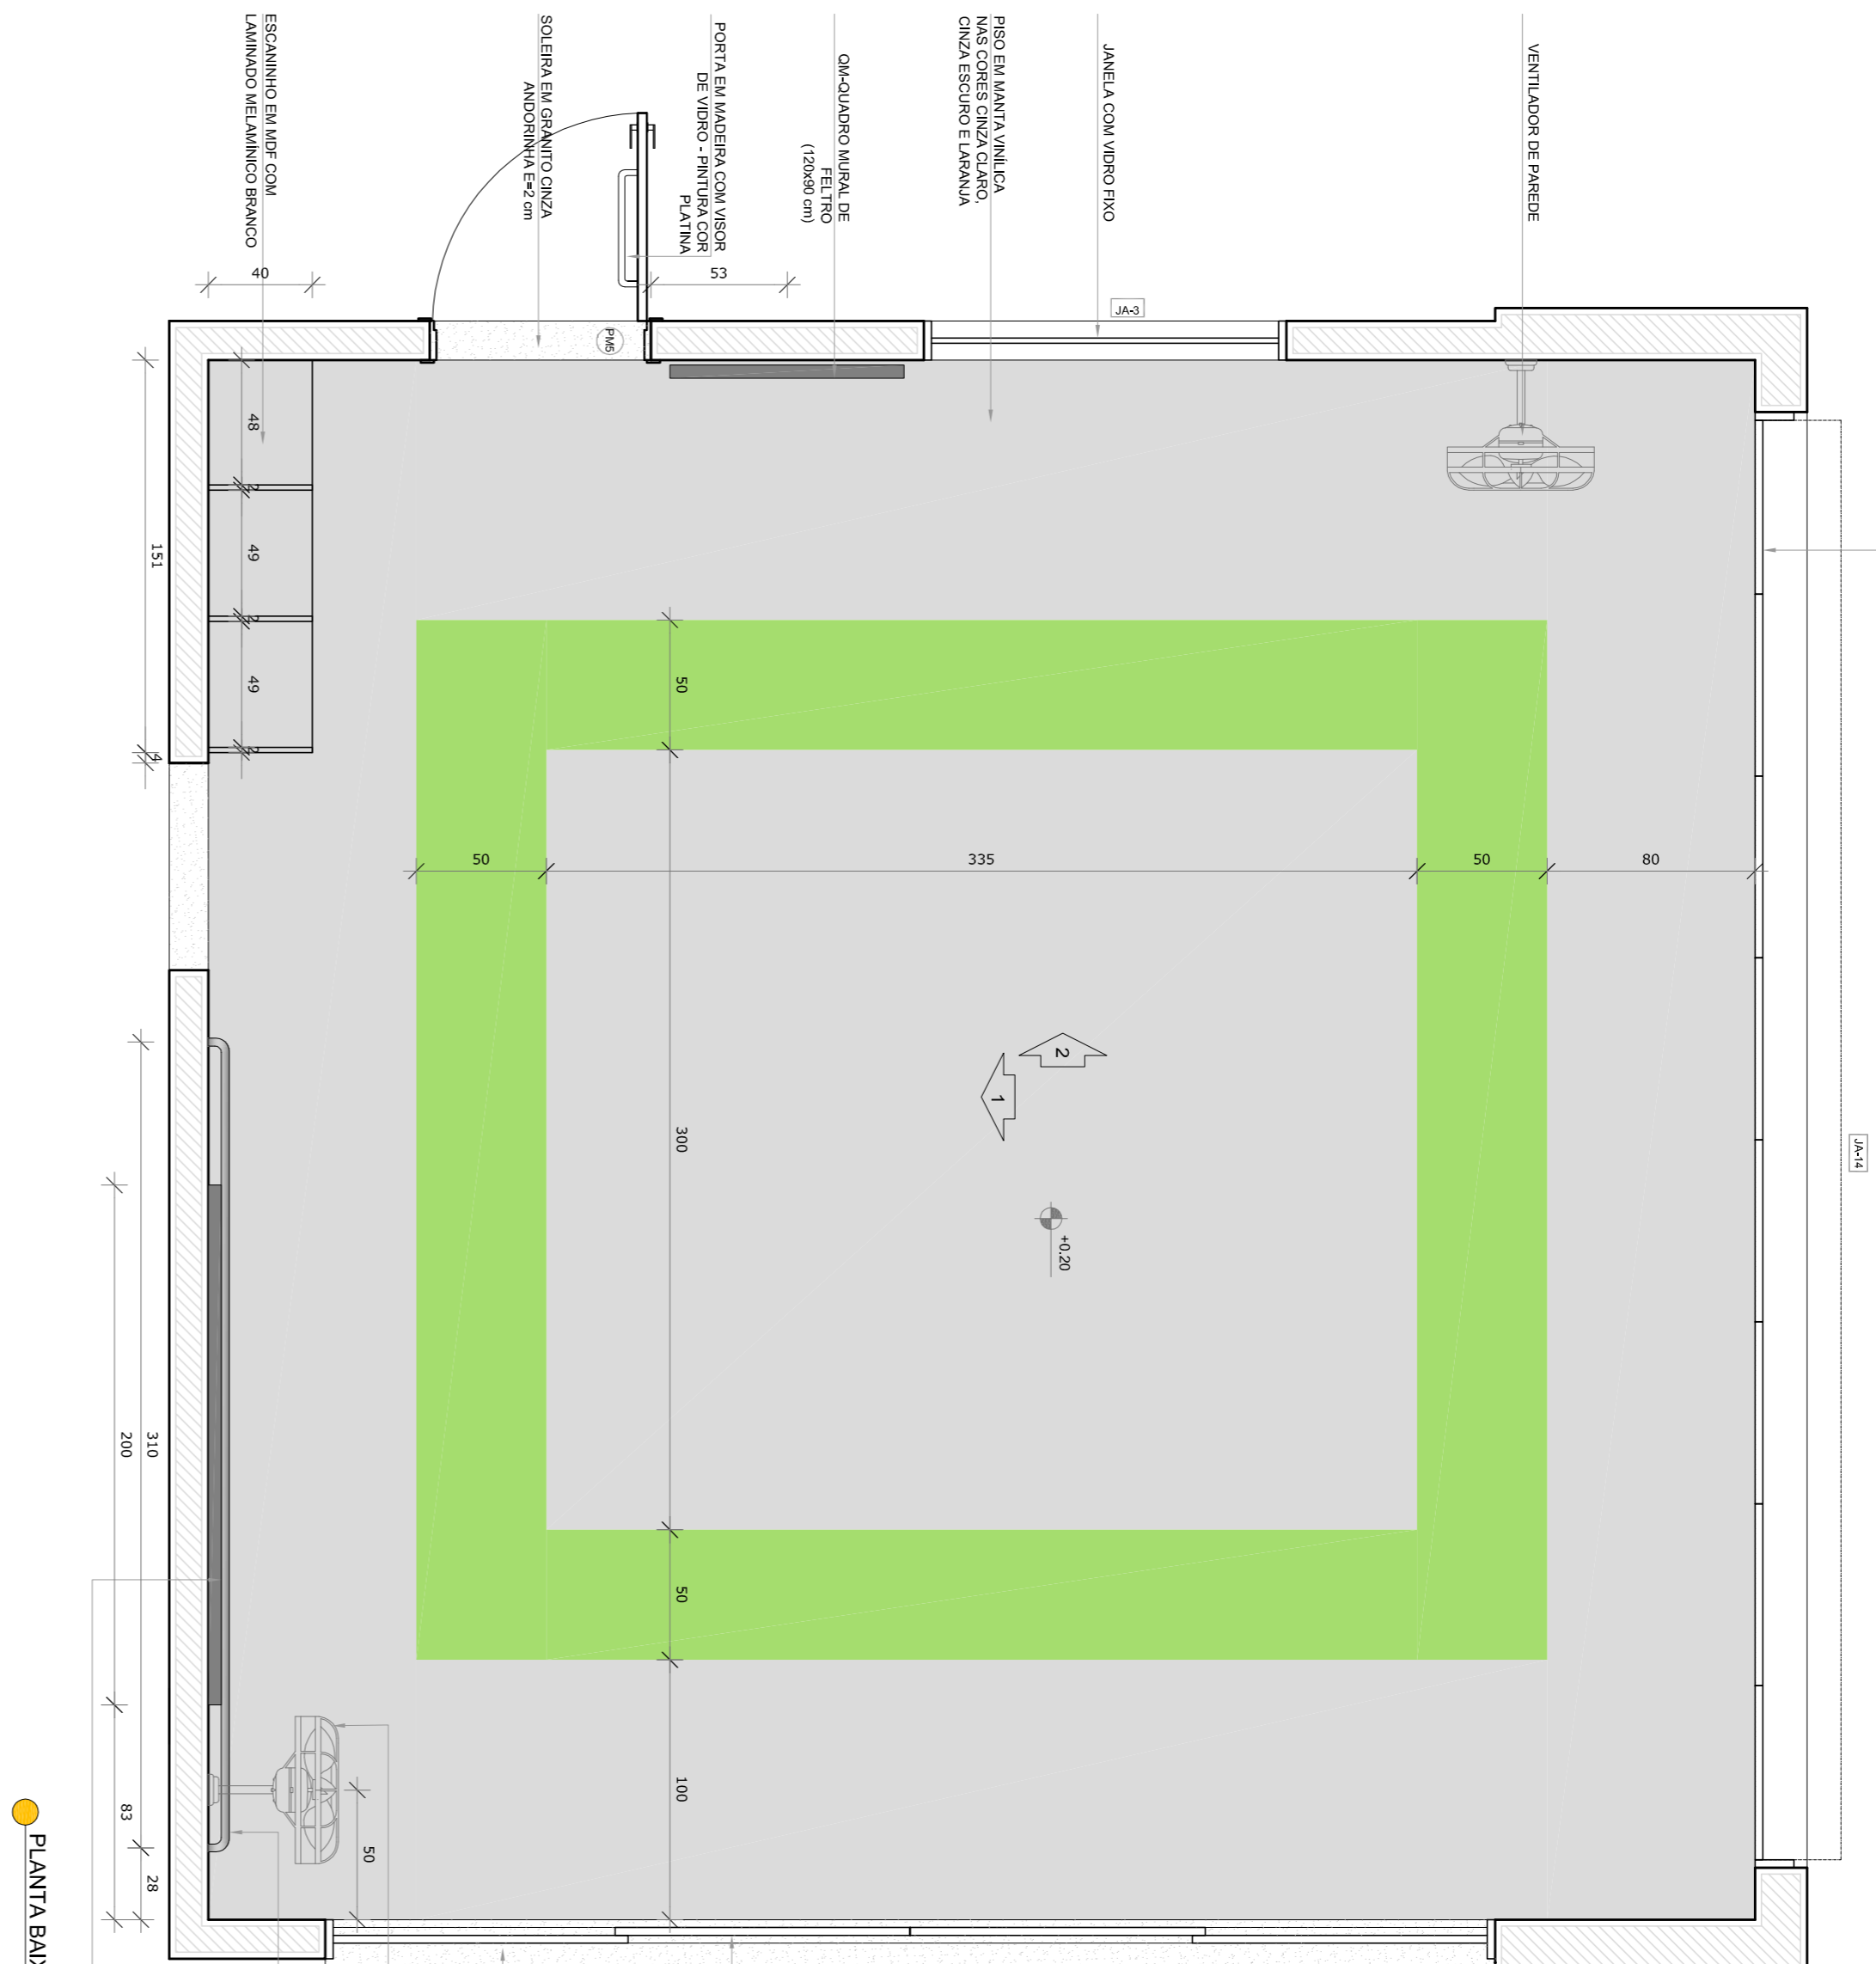 VENTILADOR DE PAREDE
JANELA COM VIDRO FIXO
PISO EM MANTA VINÍLICA
NAS CORES CINZA CLARO,
CINZA ESCURO E LARANJA
QM-QUADRO MURAL DE
FELTRO
(120x90 cm)
PORTA EM MADEIRA COM VISOR
DE VIDRO - PINTURA COR
PLATINA
SOLEIRA EM GRANITO CINZA
ANDORINHA E=2 cm
ESCANINHO EM MDF COM
LAMINADO MELAMÍNICO BRANCO
40
53
JA-3
PM5
48
2
49
2
49
2
151
4
50
50
335
50
80
2
1
300
+0.20
JA-14
50
310
200
100
83
50
28
PLANTA BAIX